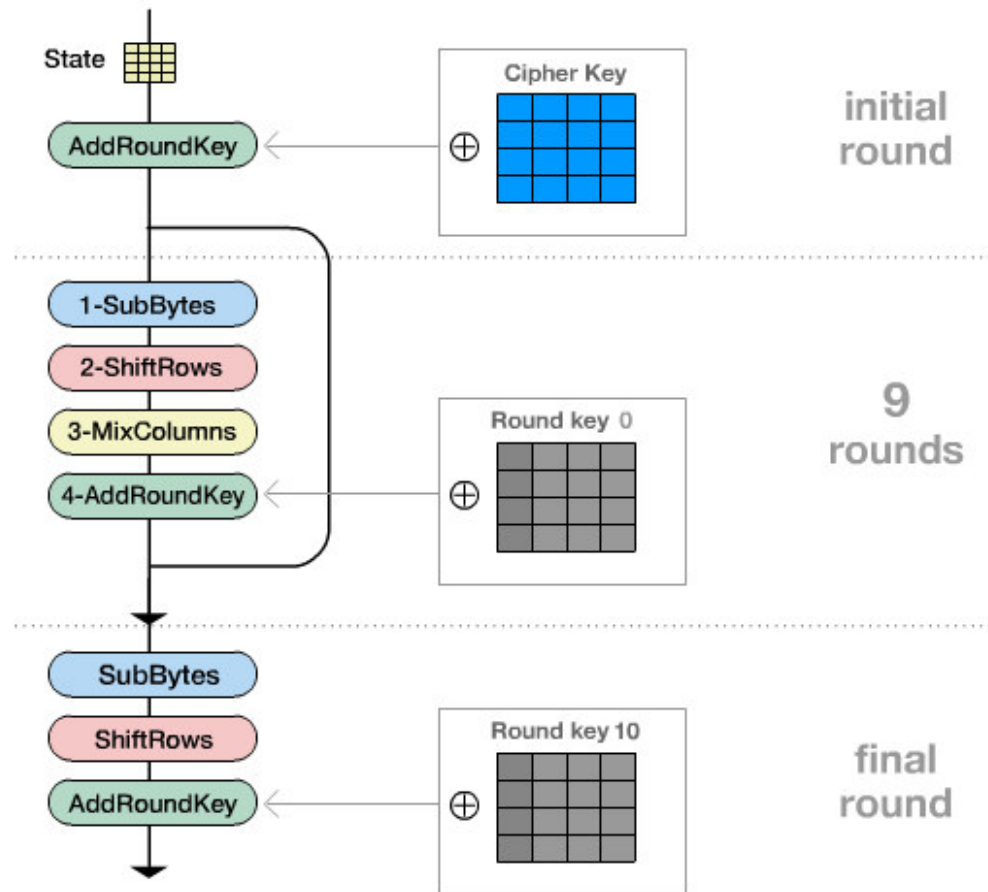 State
Cipher Key
initial
round
AddRoundKey
1-SubBytes
2-ShiftRows
3-MixColumns
4-AddRoundKey
Round key 0
9
rounds
SubBytes
ShiftRows
AddRoundKey
Round key 10
final
round